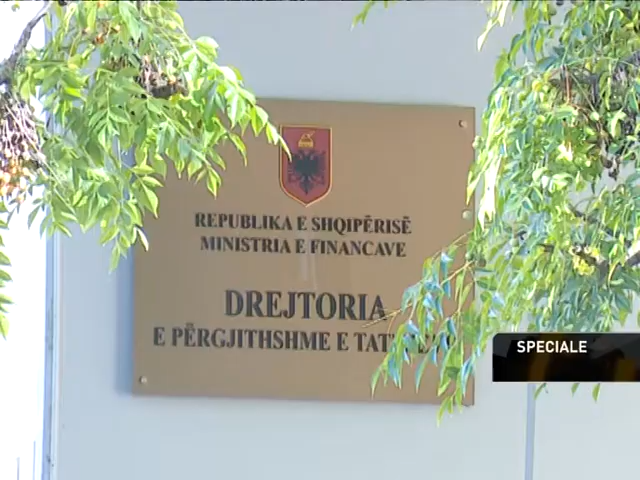 REPUBLIKA E SHQIPËRISË
MINISTRIA E FINANCAVE
DREJTORIA
E PËRGJITHSHME E
SPECIALE